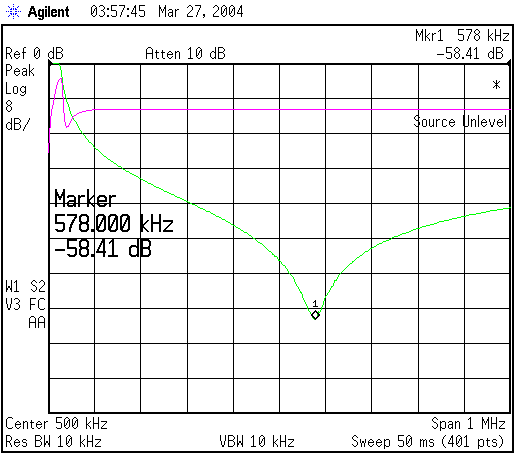 Agilent 03:57:45 Mar 27, 2004
Mkr1 578 kHz
Ref 0 dB Atten 10 dB -58.41 dB
Peak
Log
8
dB/
*
Source Unlevel
Marker
578.000 kHz
-58.41 dB
W1 S2
V3 FC
AA
1
Center 500 kHz Span 1 MHz
Res BW 10 kHz VBW 10 kHz Sweep 50 ms (401 pts)